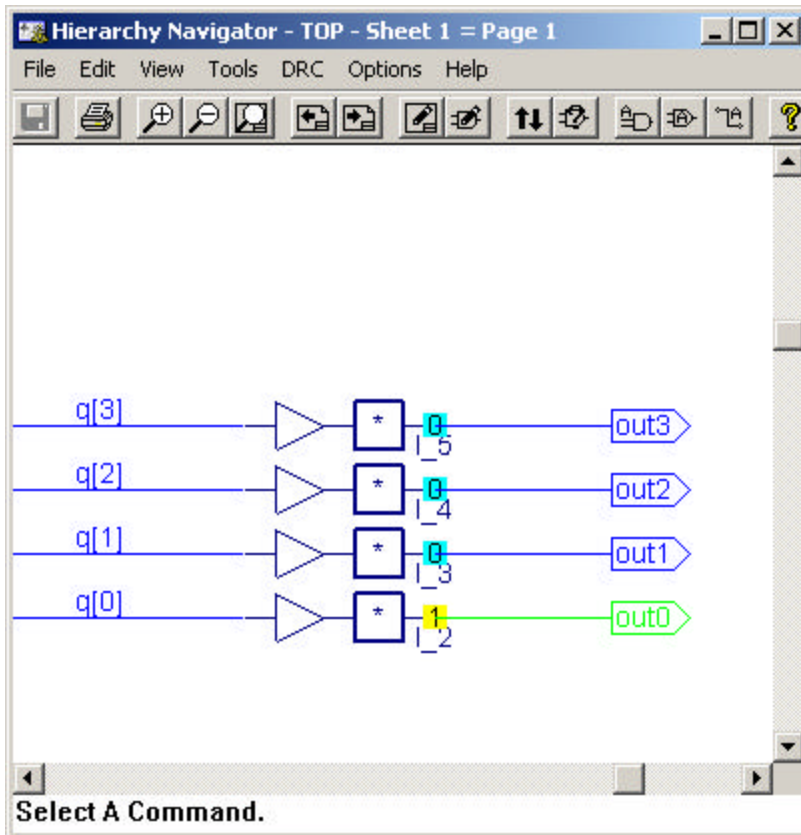 Hierarchy Navigator - TOP - Sheet 1 = Page 1
File Edit View Tools DRC Options Help
q[3] * 0 I_5 out3
q[2] * 0 I_4 out2
q[1] * 0 I_3 out1
q[0] * 1 I_2 out0
Select A Command.